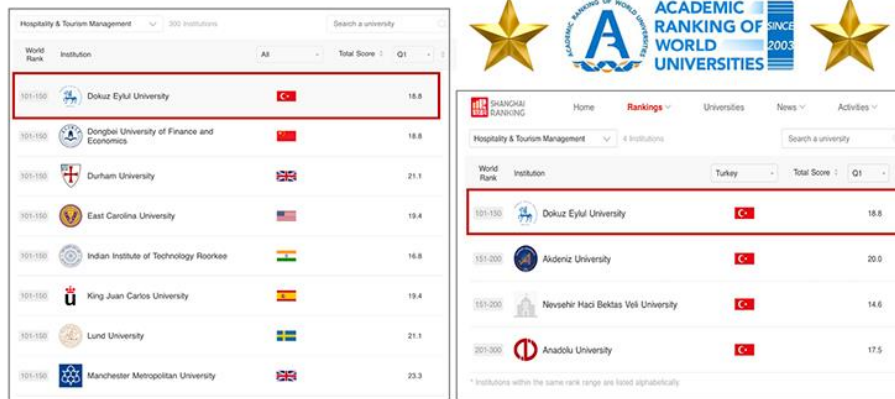 Hospitality & Tourism Management 300 Institutions Search a university
World Rank Institution All Total Score Q1
101-150 Dokuz Eylul University 18.8
101-150 Dongbei University of Finance and Economics 18.8
101-150 Durham University 21.1
101-150 East Carolina University 19.4
101-150 Indian Institute of Technology Roorkee 16.8
101-150 King Juan Carlos University 19.4
101-150 Lund University 21.1
101-150 Manchester Metropolitan University 23.3
ACADEMIC
RANKING OF
WORLD
UNIVERSITIES
SINCE
2003
ACADEMIC RANKING OF WORLD UNIVERSITIES
SHANGHAI
RANKING
Home Rankings Universities News Activities
Hospitality & Tourism Management 4 Institutions Search a university
World Rank Institution Turkey Total Score Q1
101-150 Dokuz Eylul University 18.8
151-200 Akdeniz University 20.0
151-200 Nevsehir Haci Bektas Veli University 14.6
201-300 Anadolu University 17.5
* Institutions within the same rank range are listed alphabetically.